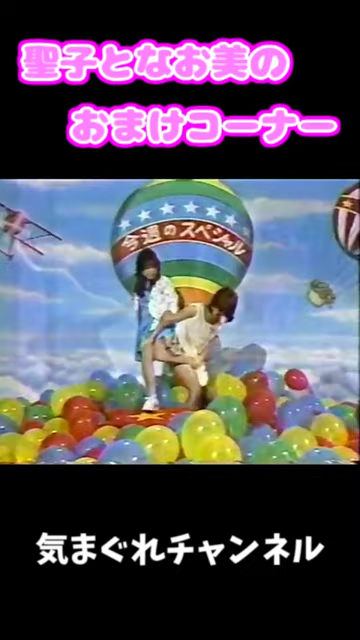 聖子となお美の
おまけコーナー
今週のスペシャル
気まぐれチャンネル